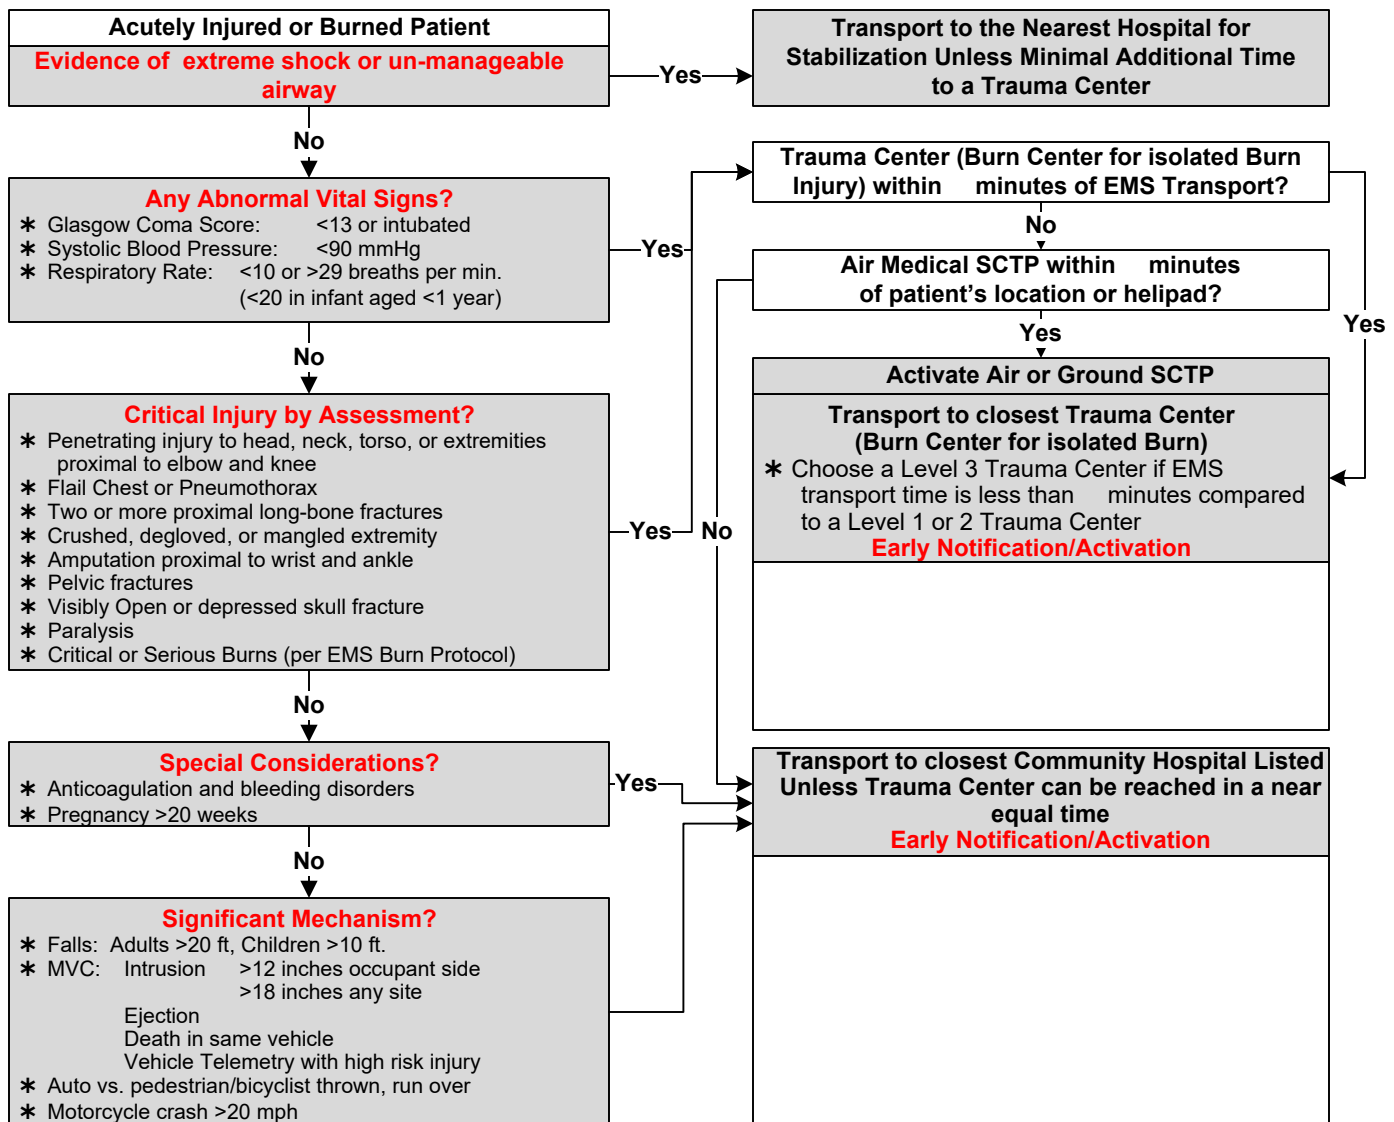 Acutely Injured or Burned Patient
Evidence of extreme shock or un-manageable
airway
Yes
Transport to the Nearest Hospital for
Stabilization Unless Minimal Additional Time
to a Trauma Center
No
Any Abnormal Vital Signs?
✱ Glasgow Coma Score: <13 or intubated
✱ Systolic Blood Pressure: <90 mmHg
✱ Respiratory Rate: <10 or >29 breaths per min.
(<20 in infant aged <1 year)
Yes
Trauma Center (Burn Center for isolated Burn
Injury) within minutes of EMS Transport?
No
Yes
Air Medical SCTP within minutes
of patient's location or helipad?
Yes
No
No
Critical Injury by Assessment?
✱ Penetrating injury to head, neck, torso, or extremities
proximal to elbow and knee
✱ Flail Chest or Pneumothorax
✱ Two or more proximal long-bone fractures
✱ Crushed, degloved, or mangled extremity
✱ Amputation proximal to wrist and ankle
✱ Pelvic fractures
✱ Visibly Open or depressed skull fracture
✱ Paralysis
✱ Critical or Serious Burns (per EMS Burn Protocol)
Yes
Activate Air or Ground SCTP
Transport to closest Trauma Center
(Burn Center for isolated Burn)
✱ Choose a Level 3 Trauma Center if EMS
transport time is less than minutes compared
to a Level 1 or 2 Trauma Center
Early Notification/Activation
No
Special Considerations?
✱ Anticoagulation and bleeding disorders
✱ Pregnancy >20 weeks
Yes
Transport to closest Community Hospital Listed
Unless Trauma Center can be reached in a near
equal time
Early Notification/Activation
No
Significant Mechanism?
✱ Falls: Adults >20 ft, Children >10 ft.
✱ MVC: Intrusion >12 inches occupant side
>18 inches any site
Ejection
Death in same vehicle
Vehicle Telemetry with high risk injury
✱ Auto vs. pedestrian/bicyclist thrown, run over
✱ Motorcycle crash >20 mph